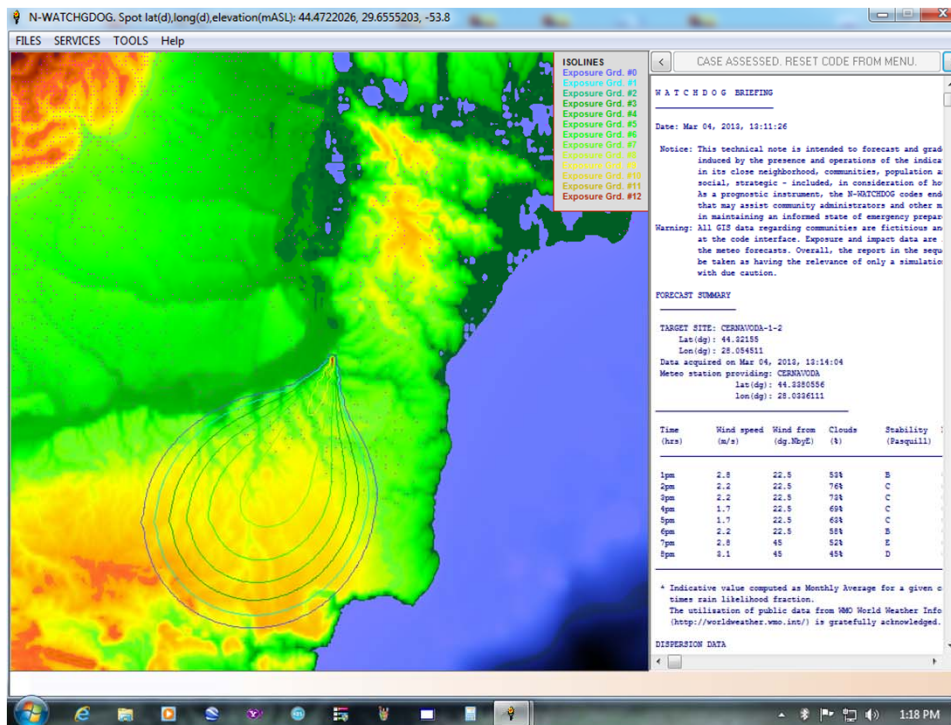 N-WATCHGDOG. Spot lat(d),long(d),elevation(mASL): 44.4722026, 29.6555203, -53.8
FILES SERVICES TOOLS Help
ISOLINES
Exposure Grd. #0
Exposure Grd. #1
Exposure Grd. #2
Exposure Grd. #3
Exposure Grd. #4
Exposure Grd. #5
Exposure Grd. #6
Exposure Grd. #7
Exposure Grd. #8
Exposure Grd. #9
Exposure Grd. #10
Exposure Grd. #11
Exposure Grd. #12
< CASE ASSESSED. RESET CODE FROM MENU.
W A T C H D O G BRIEFING
Date: Mar 04, 2013, 13:11:26
Notice: This technical note is intended to forecast and grad
induced by the presence and operations of the indica
in its close neighborhood, communities, population a
social, strategic - included, in consideration of ho
As a prognostic instrument, the N-WATCHDOG codes end
that may assist community administrators and other m
in maintaining an informed state of emergency prepar
Warning: All GIS data regarding communities are fictitious an
at the code interface. Exposure and impact data are
the meteo forecasts. Overall, the report in the sequ
be taken as having the relevance of only a simulatio
with due caution.
FORECAST SUMMARY
TARGET SITE: CERNAVODA-1-2
Lat(dg): 44.32155
Lon(dg): 28.054511
Data acquired on Mar 04, 2013, 13:14:04
Meteo station providing: CERNAVODA
lat(dg): 44.3380556
lon(dg): 28.0336111
Time Wind speed Wind from Clouds Stability
(hrs) (m/s) (dg.NbyE) (%) (Pasquill)
1pm 2.8 22.5 53% B
2pm 2.2 22.5 76% C
3pm 2.2 22.5 73% C
4pm 1.7 22.5 69% C
5pm 1.7 22.5 63% C
6pm 2.2 22.5 58% B
7pm 2.8 45 52% E
8pm 3.1 45 45% D
* Indicative value computed as Monthly Average for a given c
times rain likelihood fraction.
The utilisation of public data from WMO World Weather Info
(http://worldweather.wmo.int/) is gratefully acknowledged.
DISPERSION DATA
1:18 PM